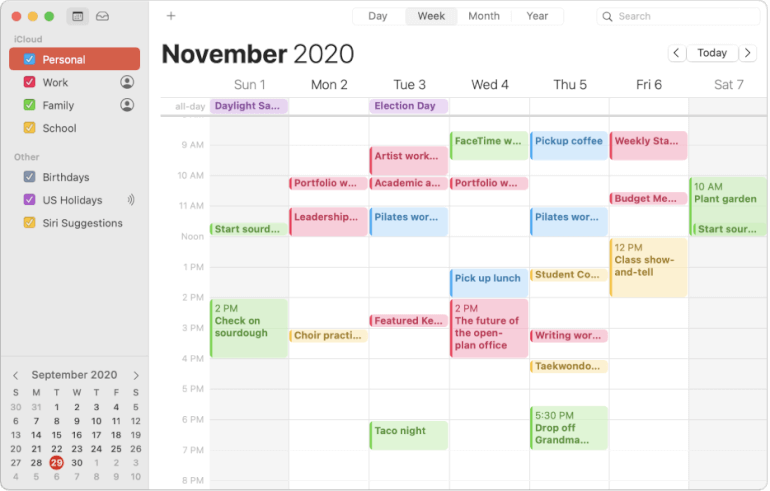 Day Week Month Year
Search
iCloud
Personal
Work
Family
School
Other
Birthdays
US Holidays
Siri Suggestions
September 2020
S M T W T F S
30 31 1 2 3 4 5
6 7 8 9 10 11 12
13 14 15 16 17 18 19
20 21 22 23 24 25 26
27 28 29 30 1 2 3
4 5 6 7 8 9 10
November 2020
Today
Sun 1 Mon 2 Tue 3 Wed 4 Thu 5 Fri 6 Sat 7
all-day Daylight Sa... Election Day
9 AM
10 AM
11 AM
Noon
1 PM
2 PM
3 PM
4 PM
5 PM
6 PM
7 PM
8 PM
Start sourd...
2 PM
Check on
sourdough
Portfolio w...
Leadership...
Choir practi...
Artist work...
Academic a...
Pilates wor...
Featured Ke...
Taco night
FaceTime w...
Portfolio w...
Pick up lunch
2 PM
The future of
the open-
plan office
Pickup coffee
Pilates wor...
Student Co...
Writing wor...
Taekwondo...
5:30 PM
Drop off
Grandma...
Weekly Sta...
Budget Me...
12 PM
Class show-
and-tell
10 AM
Plant garden
Start sour...